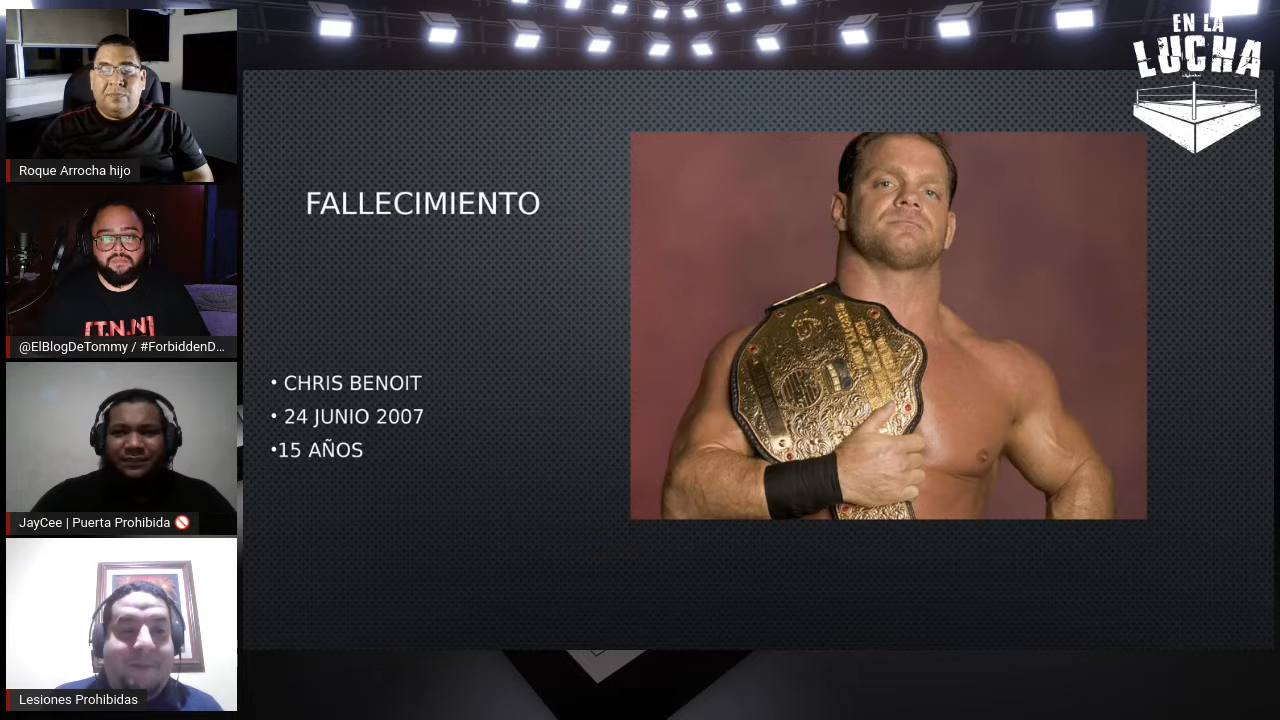 EN LA
LUCHA
Roque Arrocha hijo
@ElBlogDeTommy / #ForbiddenD...
JayCee | Puerta Prohibida 🚫
Lesiones Prohibidas
[T.N.N]
FALLECIMIENTO
• CHRIS BENOIT
• 24 JUNIO 2007
•15 AÑOS